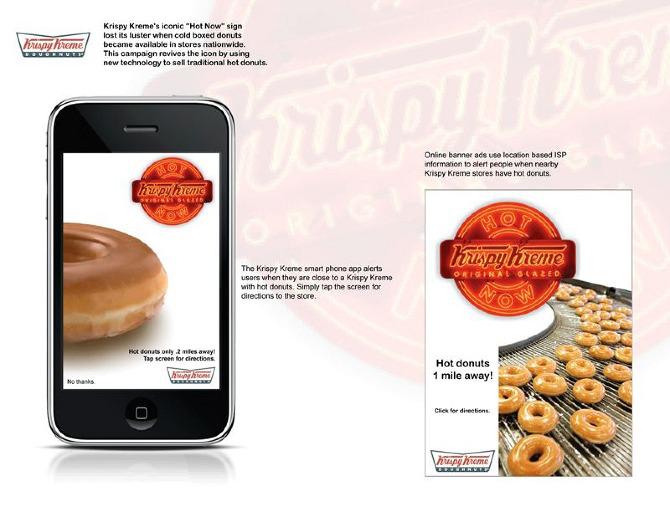 Krispy Kreme
DOUGHNUTS
Krispy Kreme's iconic "Hot Now" sign
lost its luster when cold boxed donuts
became available in stores nationwide.
This campaign revives the icon by using
new technology to sell traditional hot donuts.
Krispy Kreme
ORIGINAL GLAZED
HOT
Krispy Kreme
ORIGINAL GLAZED
NOW
Hot donuts only .2 miles away!
Tap screen for directions.
No thanks.
Krispy Kreme
DOUGHNUTS
The Krispy Kreme smart phone app alerts
users when they are close to a Krispy Kreme
with hot donuts. Simply tap the screen for
directions to the store.
Online banner ads use location based ISP
information to alert people when nearby
Krispy Kreme stores have hot donuts.
HOT
Krispy Kreme
ORIGINAL GLAZED
NOW
Hot donuts
1 mile away!
Click for directions.
Krispy Kreme
DOUGHNUTS